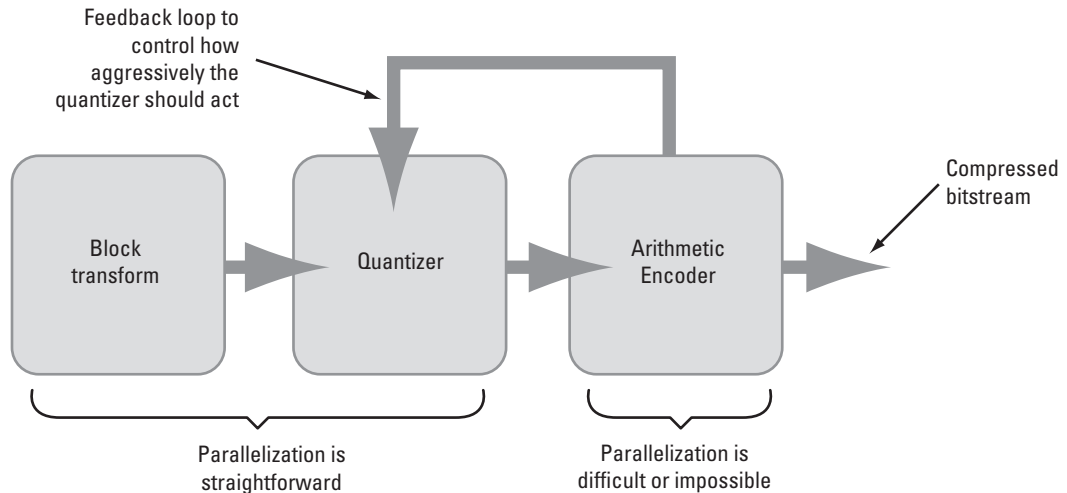 Feedback loop to
control how
aggressively the
quantizer should act
Compressed
bitstream
Block
transform
Quantizer
Arithmetic
Encoder
Parallelization is
straightforward
Parallelization is
difficult or impossible